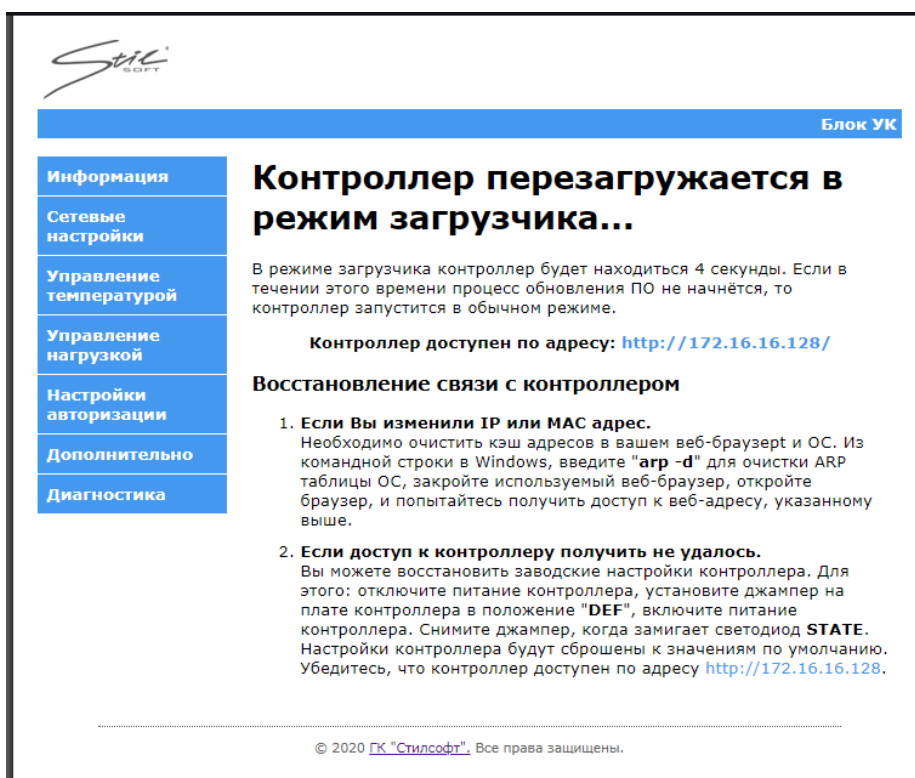 Stil
SOFT
Блок УК
Информация
Сетевые
настройки
Управление
температурой
Управление
нагрузкой
Настройки
авторизации
Дополнительно
Диагностика
Контроллер перезагружается в
режим загрузчика...
В режиме загрузчика контроллер будет находиться 4 секунды. Если в
течении этого времени процесс обновления ПО не начнётся, то
контроллер запустится в обычном режиме.
Контроллер доступен по адресу: http://172.16.16.128/
Восстановление связи с контроллером
1. Если Вы изменили IP или MAC адрес.
Необходимо очистить кэш адресов в вашем веб-браузерt и ОС. Из
командной строки в Windows, введите "arp -d" для очистки ARP
таблицы ОС, закройте используемый веб-браузер, откройте
браузер, и попытайтесь получить доступ к веб-адресу, указанному
выше.
2. Если доступ к контроллеру получить не удалось.
Вы можете восстановить заводские настройки контроллера. Для
этого: отключите питание контроллера, установите джампер на
плате контроллера в положение "DEF", включите питание
контроллера. Снимите джампер, когда замигает светодиод STATE.
Настройки контроллера будут сброшены к значениям по умолчанию.
Убедитесь, что контроллер доступен по адресу http://172.16.16.128.
© 2020 ГК "Стилсофт". Все права защищены.